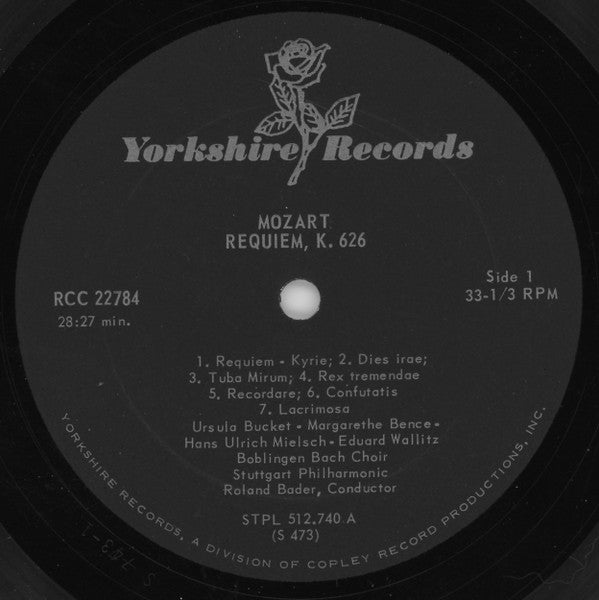 Yorkshire Records
MOZART
REQUIEM, K. 626
RCC 22784
28:27 min.
Side 1
33-1/3 RPM
1. Requiem - Kyrie; 2. Dies irae;
3. Tuba Mirum; 4. Rex tremendae
5. Recordare; 6. Confutatis
7. Lacrimosa
Ursula Bucket - Margarethe Bence -
Hans Ulrich Mielsch - Eduard Wallitz
Boblingen Bach Choir
Stuttgart Philharmonic
Roland Bader, Conductor
STPL 512.740 A
(S 473)
YORKSHIRE RECORDS, A DIVISION OF COPLEY RECORD PRODUCTIONS, INC.